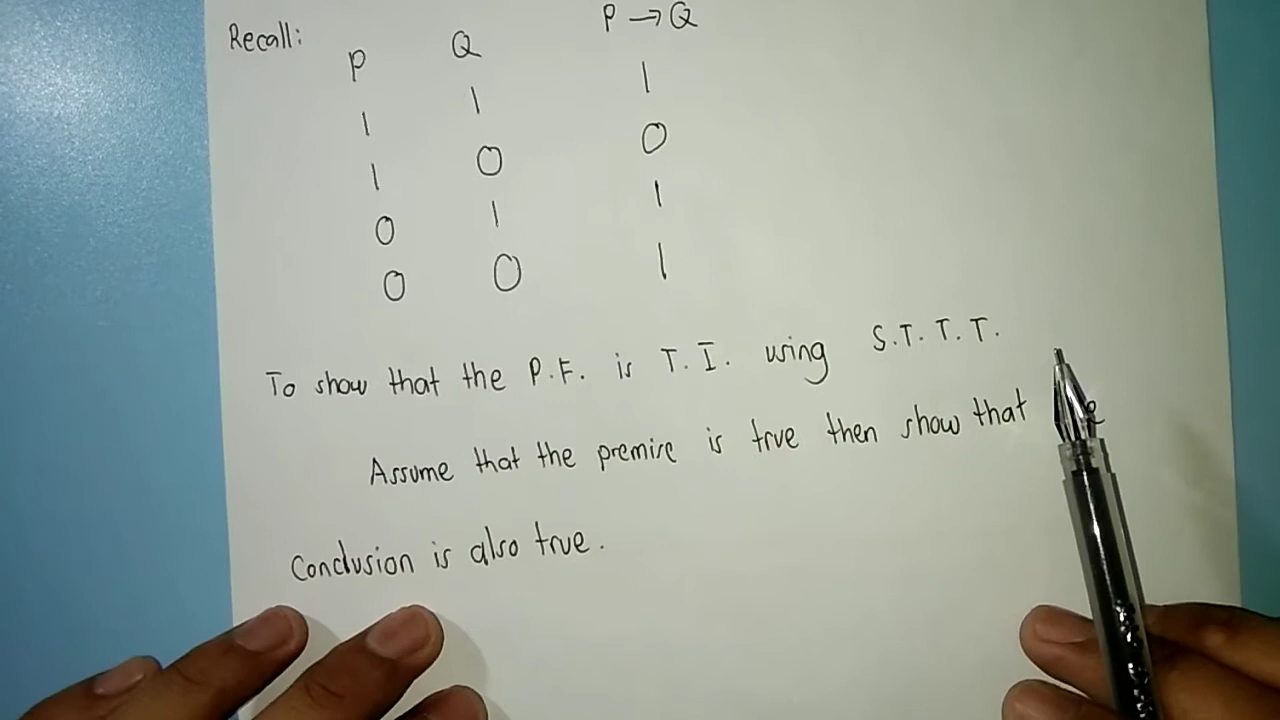 Recall:
P Q P → Q
1 1 1
1 0 0
0 1 1
0 0 1
To show that the P.F. is T.I. using S.T.T.T.
Assume that the premise is true then show that
Conclusion is also true.